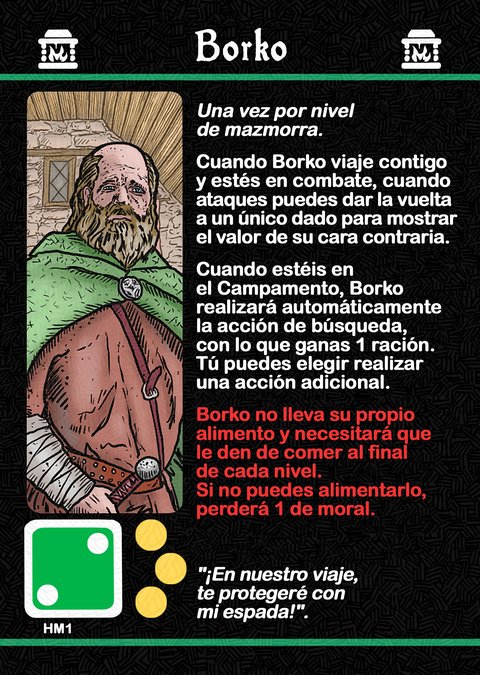 M
Borko
M
Una vez por nivel
de mazmorra.
Cuando Borko viaje contigo
y estés en combate, cuando
ataques puedes dar la vuelta
a un único dado para mostrar
el valor de su cara contraria.
Cuando estéis en
el Campamento, Borko
realizará automáticamente
la acción de búsqueda,
con lo que ganas 1 ración.
Tú puedes elegir realizar
una acción adicional.
Borko no lleva su propio
alimento y necesitará que
le den de comer al final
de cada nivel.
Si no puedes alimentarlo,
perderá 1 de moral.
"¡En nuestro viaje,
te protegeré con
mi espada!".
HM1